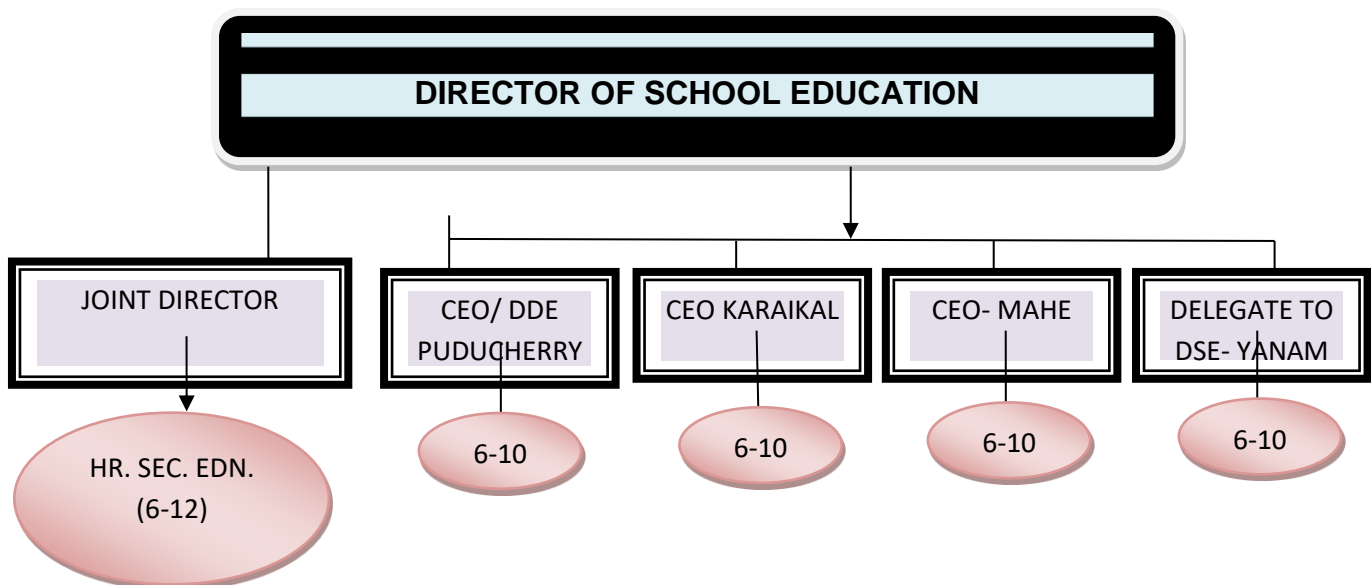 DIRECTOR OF SCHOOL EDUCATION
JOINT DIRECTOR
CEO/ DDE
PUDUCHERRY
CEO KARAIKAL
CEO- MAHE
DELEGATE TO
DSE- YANAM
HR. SEC. EDN.
(6-12)
6-10
6-10
6-10
6-10